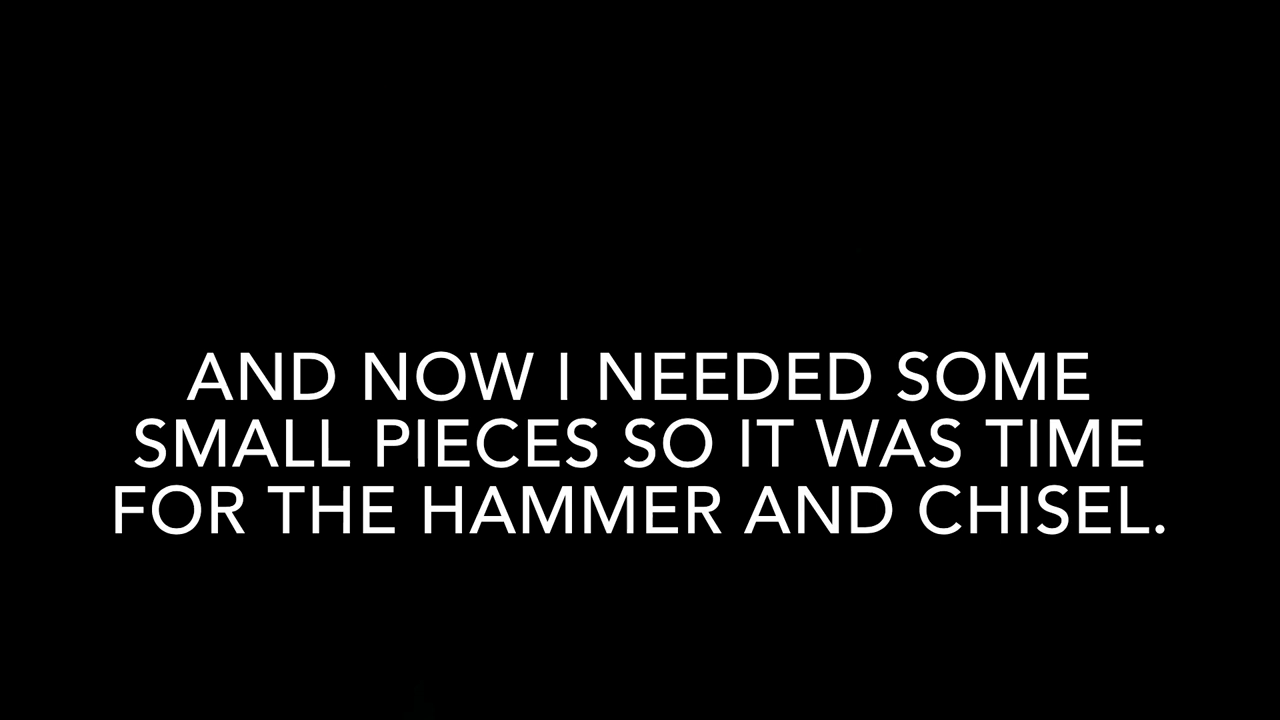 AND NOW I NEEDED SOME
SMALL PIECES SO IT WAS TIME
FOR THE HAMMER AND CHISEL.